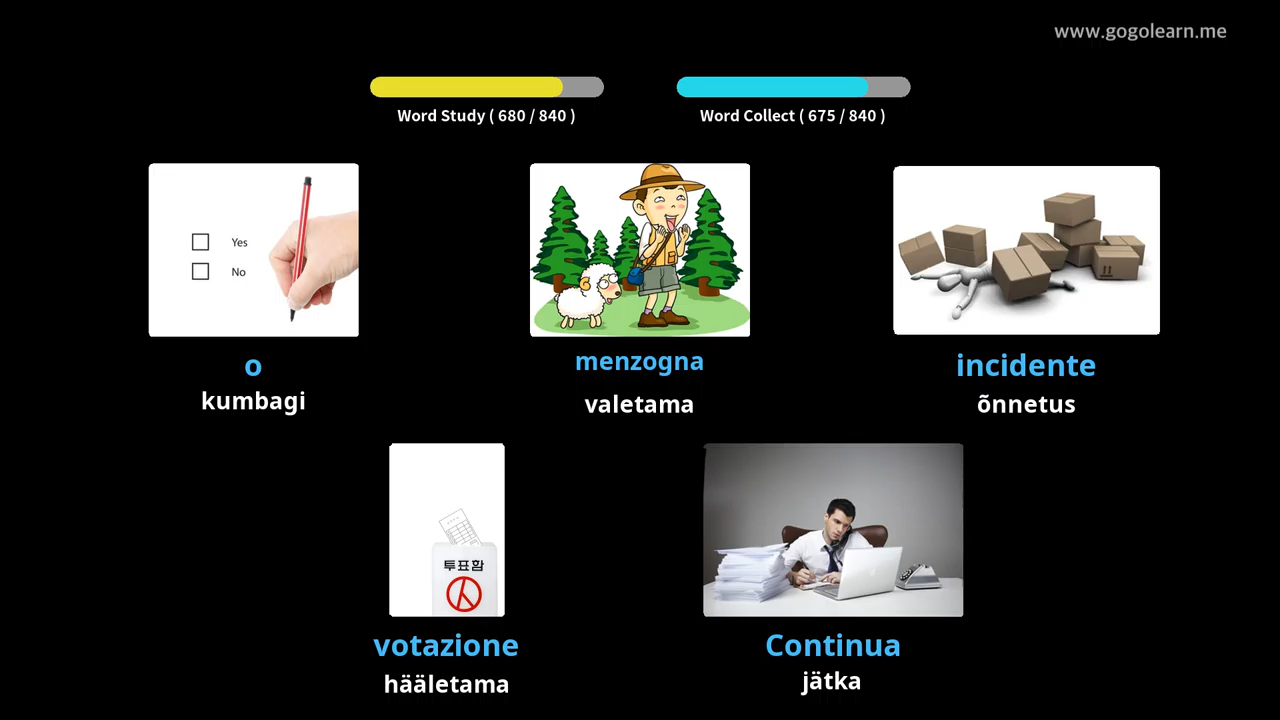 www.gogolearn.me
Word Study ( 680 / 840 )
Word Collect ( 675 / 840 )
Yes
No
o
kumbagi
menzogna
valetama
incidente
õnnetus
투표함
votazione
hääletama
Continua
jätka